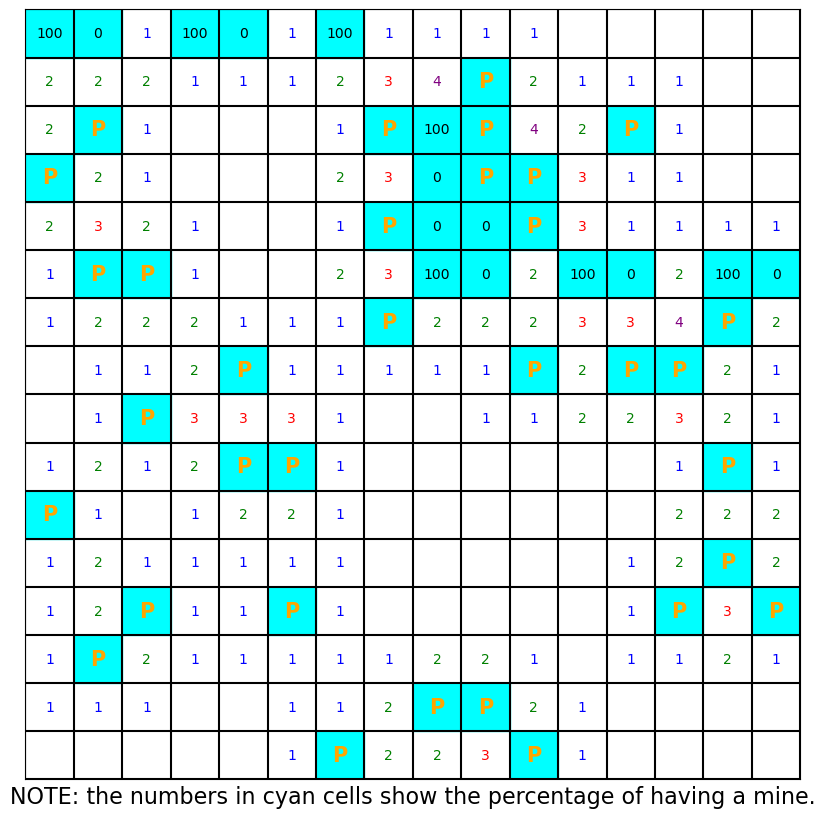 100 0 1 100 0 1 100 1 1 1 1
2 2 2 1 1 1 2 3 4 P 2 1 1 1
2 P 1 1 P 100 P 4 2 P 1
P 2 1 2 3 0 P P 3 1 1
2 3 2 1 1 P 0 0 P 3 1 1 1 1
1 P P 1 2 3 100 0 2 100 0 2 100 0
1 2 2 2 1 1 1 P 2 2 2 3 3 4 P 2
1 1 2 P 1 1 1 1 1 P 2 P P 2 1
1 P 3 3 3 1 1 1 2 2 3 2 1
1 2 1 2 P P 1 1 P 1
P 1 1 2 2 1 2 2 2
1 2 1 1 1 1 1 1 2 P 2
1 2 P 1 1 P 1 1 P 3 P
1 P 2 1 1 1 1 1 2 2 1 1 1 2 1
1 1 1 1 1 2 P P 2 1
1 P 2 2 3 P 1
NOTE: the numbers in cyan cells show the percentage of having a mine.